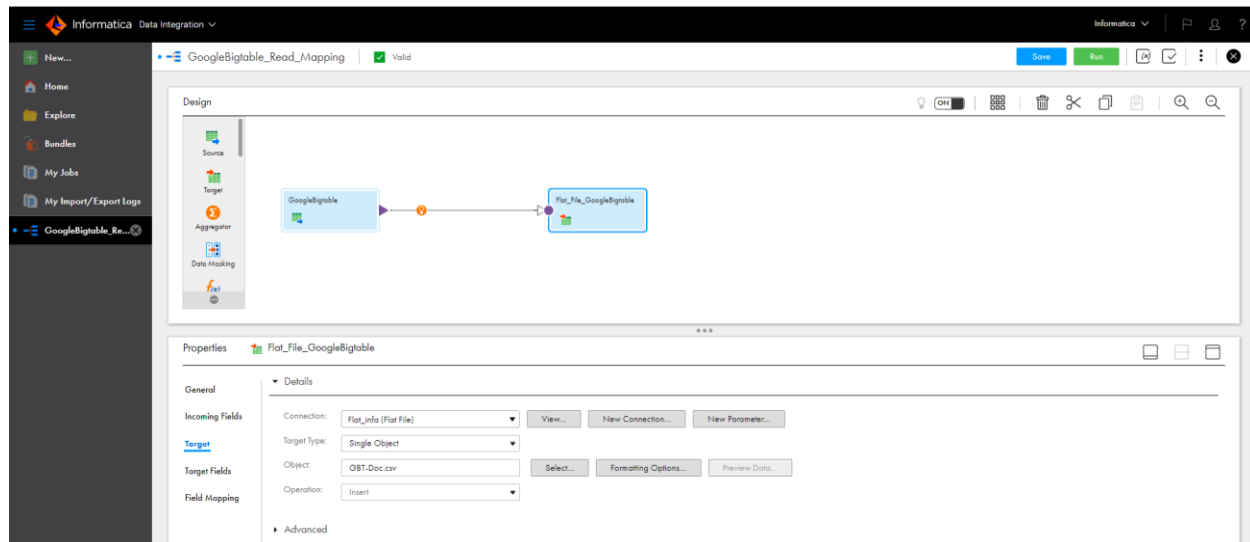 Informatica Data Integration
Informatica
?
New...
Home
Explore
Bundles
My Jobs
My Import/Export Logs
GoogleBigtable_Re...
GoogleBigtable_Read_Mapping
Valid
Save
Run
Design
ON
Source
Target
Aggregator
Data Masking
GoogleBigtable
Flat_File_GoogleBigtable
Properties
Flat_File_GoogleBigtable
General
Incoming Fields
Target
Target Fields
Field Mapping
Details
Connection: Flat_info (Flat File) View... New Connection... New Parameter...
Target Type: Single Object
Object: GBT-Doc.csv Select... Formatting Options... Preview Data...
Operation: Insert
Advanced